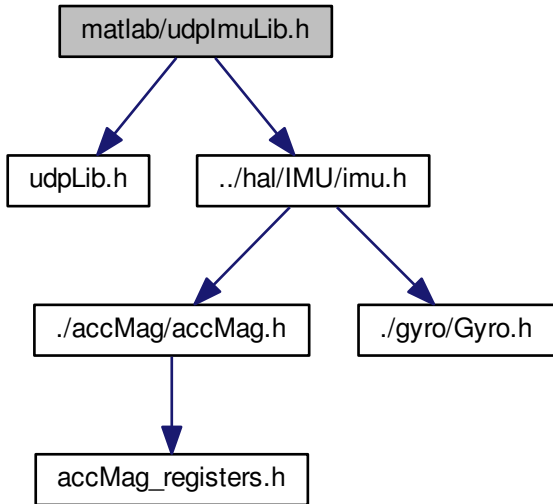 matlab/udpImuLib.h
udpLib.h
../hal/IMU/imu.h
./accMag/accMag.h
./gyro/Gyro.h
accMag_registers.h